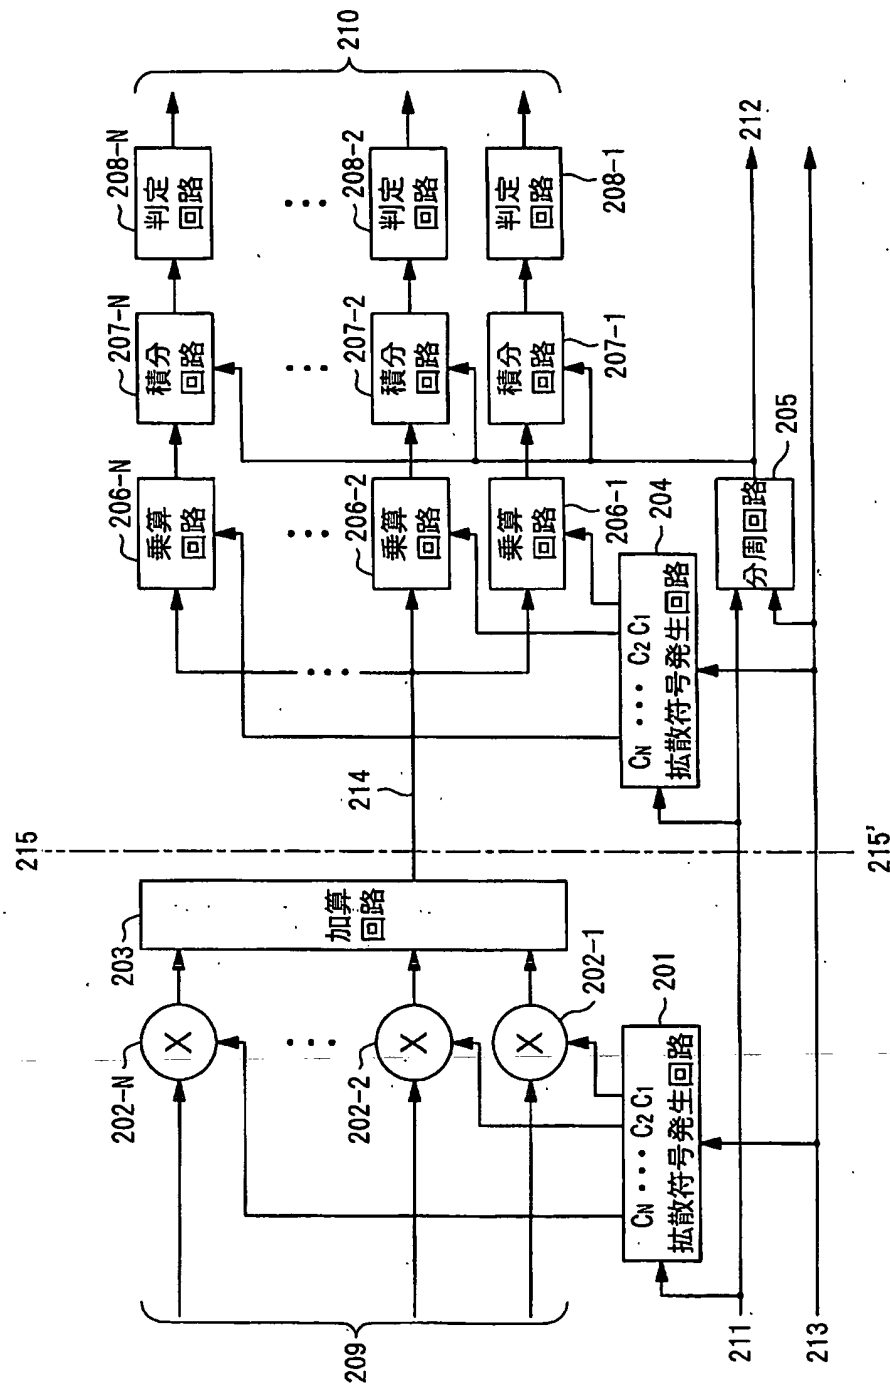 209
202-N
202-2
202-1
X
X
X
203
加算
回路
215
215'
214
201
CN ・・・ C2 C1
拡散符号発生回路
211
213
206-N
乗算
回路
206-2
乗算
回路
206-1
乗算
回路
204
CN ・・・ C2 C1
拡散符号発生回路
205
分周回路
207-N
積分
回路
207-2
積分
回路
207-1
積分
回路
208-N
判定
回路
208-2
判定
回路
208-1
判定
回路
210
212